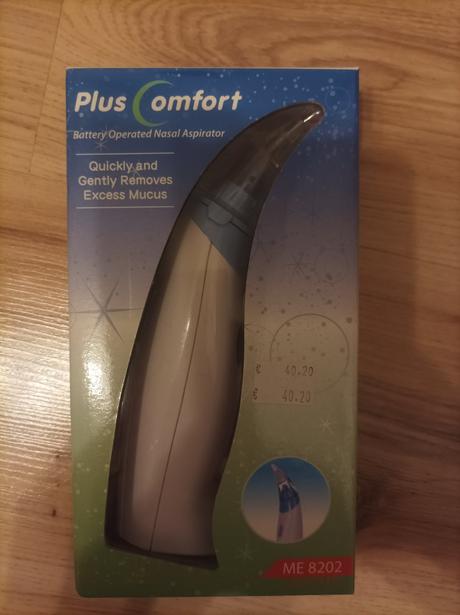 Plus Comfort
Battery Operated Nasal Aspirator
Quickly and
Gently Removes
Excess Mucus
€ 40.20
€ 40.20
ME 8202